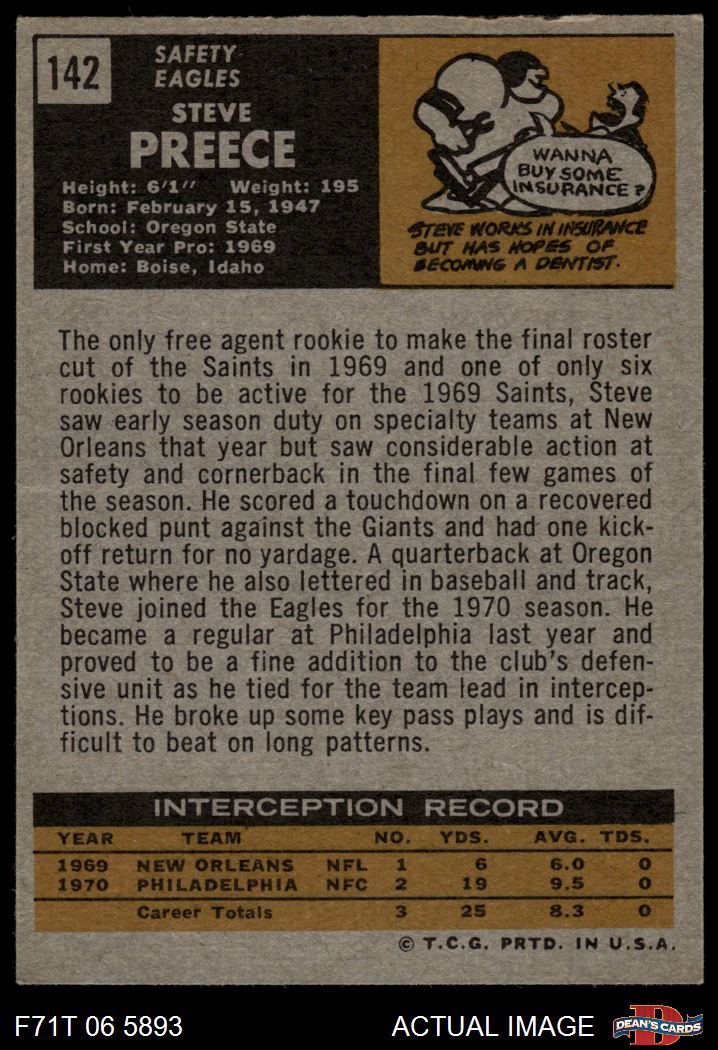 142
SAFETY
EAGLES
STEVE
PREECE
Height: 6'1" Weight: 195
Born: February 15, 1947
School: Oregon State
First Year Pro: 1969
Home: Boise, Idaho
WANNA
BUY SOME
INSURANCE?
STEVE WORKS IN INSURANCE
BUT HAS HOPES OF
BECOMING A DENTIST.
The only free agent rookie to make the final roster
cut of the Saints in 1969 and one of only six
rookies to be active for the 1969 Saints, Steve
saw early season duty on specialty teams at New
Orleans that year but saw considerable action at
safety and cornerback in the final few games of
the season. He scored a touchdown on a recovered
blocked punt against the Giants and had one kick-
off return for no yardage. A quarterback at Oregon
State where he also lettered in baseball and track,
Steve joined the Eagles for the 1970 season. He
became a regular at Philadelphia last year and
proved to be a fine addition to the club's defen-
sive unit as he tied for the team lead in intercep-
tions. He broke up some key pass plays and is dif-
ficult to beat on long patterns.
INTERCEPTION RECORD
YEAR TEAM NO. YDS. AVG. TDS.
1969 NEW ORLEANS NFL 1 6 6.0 0
1970 PHILADELPHIA NFC 2 19 9.5 0
Career Totals 3 25 8.3 0
© T.C.G. PRTD. IN U.S.A.
F71T 06 5893 ACTUAL IMAGE D DEAN'S CARDS